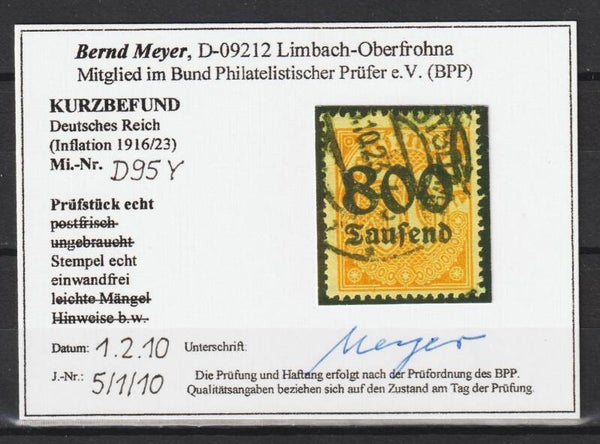 Bernd Meyer, D-09212 Limbach-Oberfrohna
Mitglied im Bund Philatelistischer Prüfer e.V. (BPP)
KURZBEFUND
Deutsches Reich
(Inflation 1916/23)
Mi.-Nr. D95Y
Prüfstück echt
postfrisch
ungebraucht
Stempel echt
einwandfrei
leichte Mängel
Hinweise b.w.
800
Tausend
Datum: 1.2.10 Unterschrift: Meyer
J.-Nr.: 5/1/10
Die Prüfung und Haftung erfolgt nach der Prüfordnung des BPP.
Qualitätsangaben beziehen sich auf den Zustand am Tag der Prüfung.